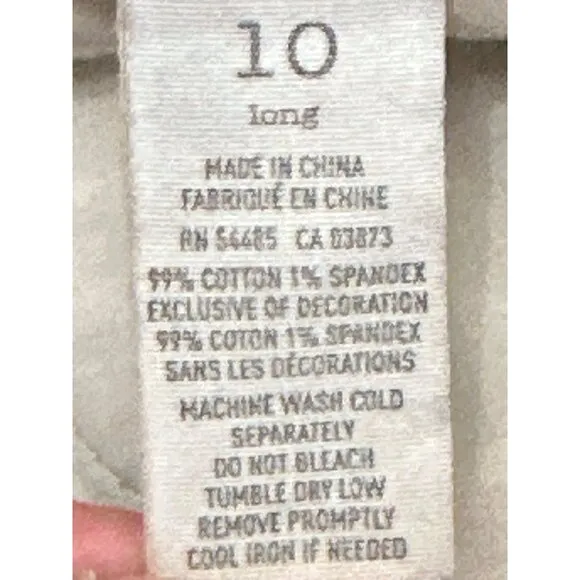 10
long
MADE IN CHINA
FABRIQUÉ EN CHINE
RN 54485 CA 03873
99% COTTON 1% SPANDEX
EXCLUSIVE OF DECORATION
99% COTON 1% SPANDEX
SANS LES DÉCORATIONS
MACHINE WASH COLD
SEPARATELY
DO NOT BLEACH
TUMBLE DRY LOW
REMOVE PROMPTLY
COOL IRON IF NEEDED